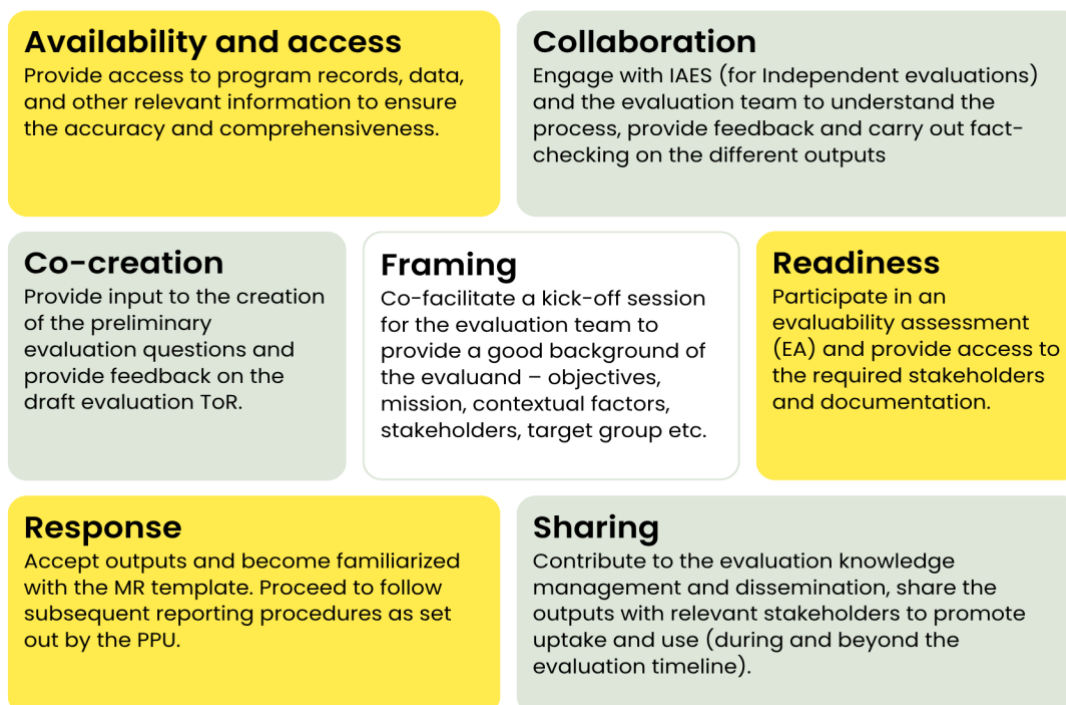 Availability and access
Provide access to program records, data,
and other relevant information to ensure
the accuracy and comprehensiveness.
Collaboration
Engage with IAES (for Independent evaluations)
and the evaluation team to understand the
process, provide feedback and carry out fact-
checking on the different outputs
Co-creation
Provide input to the creation
of the preliminary
evaluation questions and
provide feedback on the
draft evaluation ToR.
Framing
Co-facilitate a kick-off session
for the evaluation team to
provide a good background of
the evaluand – objectives,
mission, contextual factors,
stakeholders, target group etc.
Readiness
Participate in an
evaluability assessment
(EA) and provide access to
the required stakeholders
and documentation.
Response
Accept outputs and become familiarized
with the MR template. Proceed to follow
subsequent reporting procedures as set
out by the PPU.
Sharing
Contribute to the evaluation knowledge
management and dissemination, share the
outputs with relevant stakeholders to promote
uptake and use (during and beyond the
evaluation timeline).